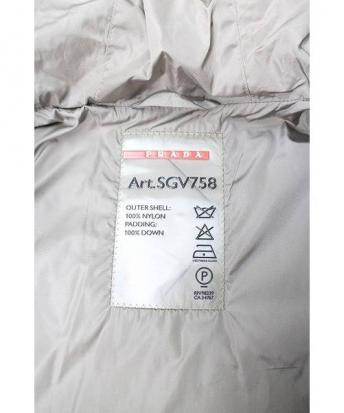 PRADA
Art.SGV758
OUTER SHELL:
100% NYLON
PADDING:
100% DOWN
P